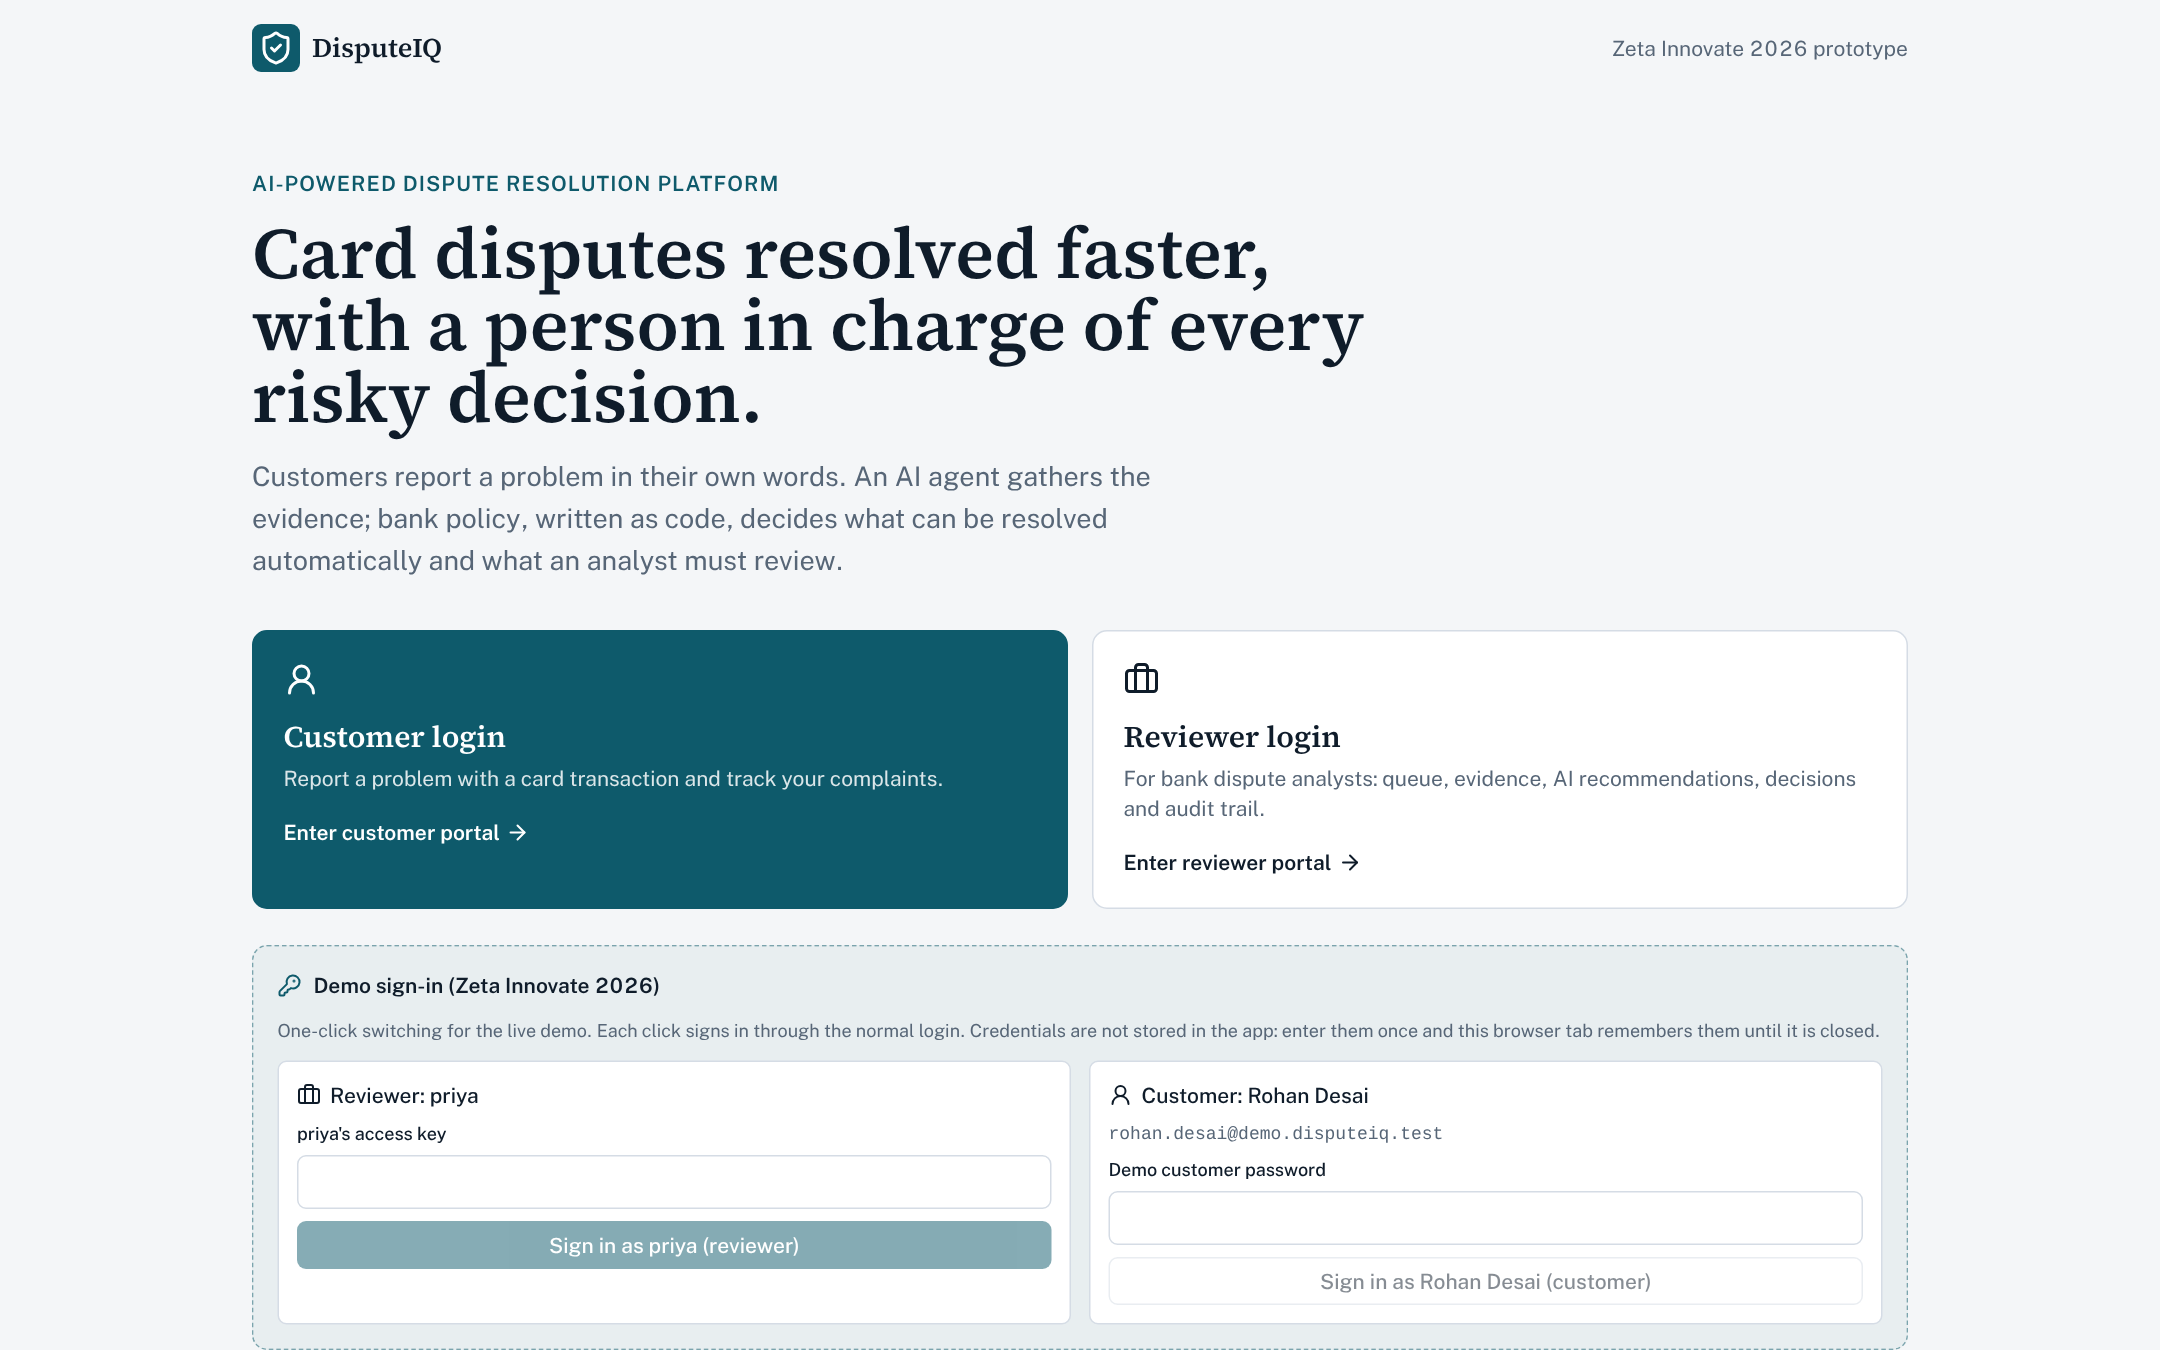 DisputeIQ
Zeta Innovate 2026 prototype
AI-POWERED DISPUTE RESOLUTION PLATFORM
Card disputes resolved faster,
with a person in charge of every
risky decision.
Customers report a problem in their own words. An AI agent gathers the
evidence; bank policy, written as code, decides what can be resolved
automatically and what an analyst must review.
Customer login
Report a problem with a card transaction and track your complaints.
Enter customer portal →
Reviewer login
For bank dispute analysts: queue, evidence, AI recommendations, decisions
and audit trail.
Enter reviewer portal →
Demo sign-in (Zeta Innovate 2026)
One-click switching for the live demo. Each click signs in through the normal login. Credentials are not stored in the app: enter them once and this browser tab remembers them until it is closed.
Reviewer: priya
priya's access key
Sign in as priya (reviewer)
Customer: Rohan Desai
rohan.desai@demo.disputeiq.test
Demo customer password
Sign in as Rohan Desai (customer)